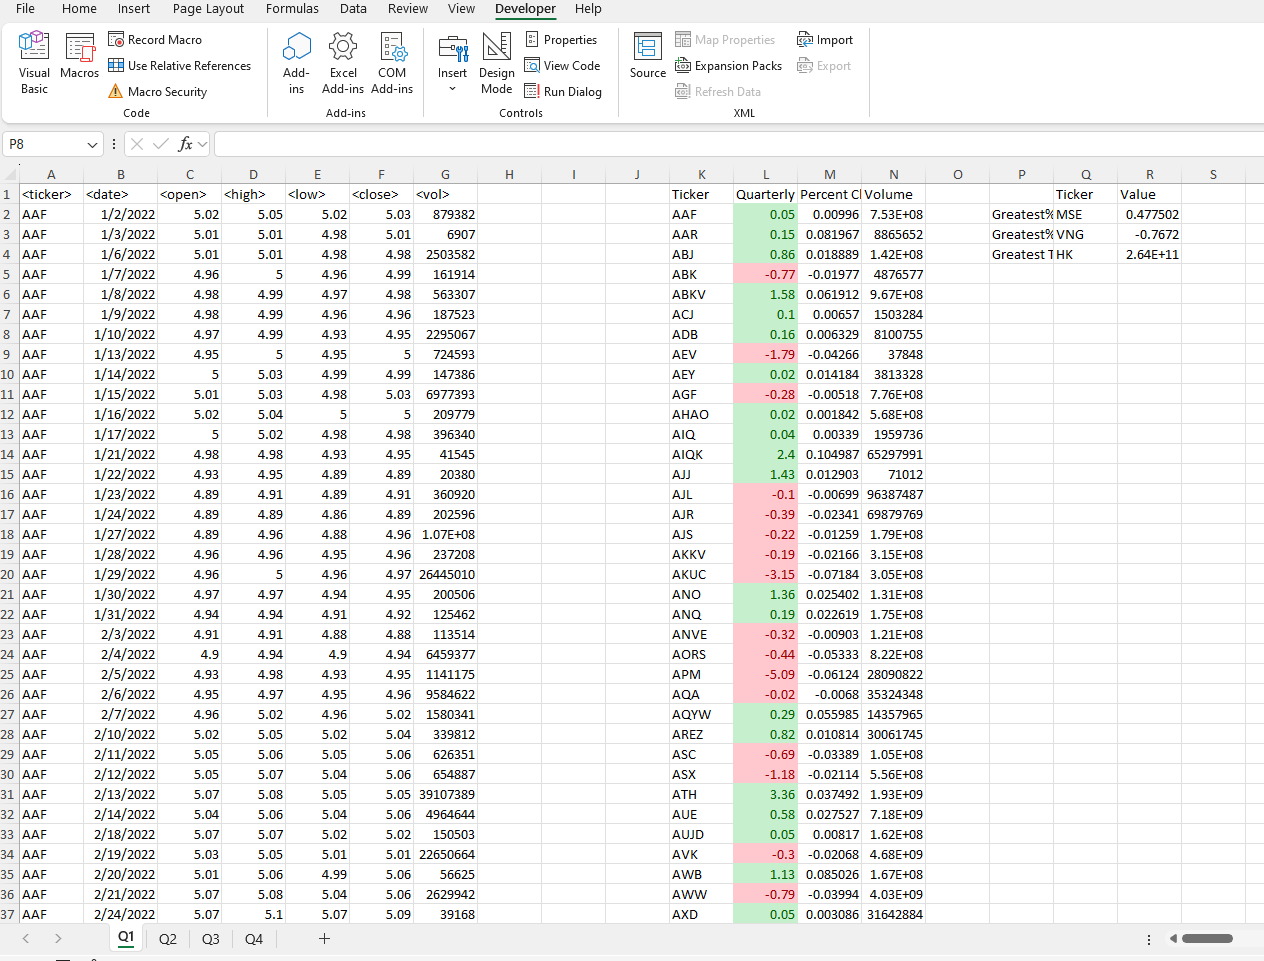 File Home Insert Page Layout Formulas Data Review View Developer Help
Visual Basic Macros Record Macro Use Relative References Macro Security Code
Add-ins Excel Add-ins COM Add-ins Add-ins
Insert Design Mode Properties View Code Run Dialog Controls
Source Map Properties Expansion Packs Refresh Data Import Export XML
P8 fx
A B C D E F G H I J K L M N O P Q R S
1 <ticker> <date> <open> <high> <low> <close> <vol> Ticker Quarterly Percent Cl Volume Ticker Value
2 AAF 1/2/2022 5.02 5.05 5.02 5.03 879382 AAF 0.05 0.00996 7.53E+08 Greatest% MSE 0.477502
3 AAF 1/3/2022 5.01 5.01 4.98 5.01 6907 AAR 0.15 0.081967 8865652 Greatest% VNG -0.7672
4 AAF 1/6/2022 5.01 5.01 4.98 4.98 2503582 ABJ 0.86 0.018889 1.42E+08 Greatest T HK 2.64E+11
5 AAF 1/7/2022 4.96 5 4.96 4.99 161914 ABK -0.77 -0.01977 4876577
6 AAF 1/8/2022 4.98 4.99 4.97 4.98 563307 ABKV 1.58 0.061912 9.67E+08
7 AAF 1/9/2022 4.98 4.99 4.96 4.96 187523 ACJ 0.1 0.00657 1503284
8 AAF 1/10/2022 4.97 4.99 4.93 4.95 2295067 ADB 0.16 0.006329 8100755
9 AAF 1/13/2022 4.95 5 4.95 5 724593 AEV -1.79 -0.04266 37848
10 AAF 1/14/2022 5 5.03 4.99 4.99 147386 AEY 0.02 0.014184 3813328
11 AAF 1/15/2022 5.01 5.03 4.98 5.03 6977393 AGF -0.28 -0.00518 7.76E+08
12 AAF 1/16/2022 5.02 5.04 5 5 209779 AHAO 0.02 0.001842 5.68E+08
13 AAF 1/17/2022 5 5.02 4.98 4.98 396340 AIQ 0.04 0.00339 1959736
14 AAF 1/21/2022 4.98 4.98 4.93 4.95 41545 AIQK 2.4 0.104987 65297991
15 AAF 1/22/2022 4.93 4.95 4.89 4.89 20380 AJJ 1.43 0.012903 71012
16 AAF 1/23/2022 4.89 4.91 4.89 4.91 360920 AJL -0.1 -0.00699 96387487
17 AAF 1/24/2022 4.89 4.89 4.86 4.89 202596 AJR -0.39 -0.02341 69879769
18 AAF 1/27/2022 4.89 4.96 4.88 4.96 1.07E+08 AJS -0.22 -0.01259 1.79E+08
19 AAF 1/28/2022 4.96 4.96 4.95 4.96 237208 AKKV -0.19 -0.02166 3.15E+08
20 AAF 1/29/2022 4.96 5 4.96 4.97 26445010 AKUC -3.15 -0.07184 3.05E+08
21 AAF 1/30/2022 4.97 4.97 4.94 4.95 200506 ANO 1.36 0.025402 1.31E+08
22 AAF 1/31/2022 4.94 4.94 4.91 4.92 125462 ANQ 0.19 0.022619 1.75E+08
23 AAF 2/3/2022 4.91 4.91 4.88 4.88 113514 ANVE -0.32 -0.00903 1.21E+08
24 AAF 2/4/2022 4.9 4.94 4.9 4.94 6459377 AORS -0.44 -0.05333 8.22E+08
25 AAF 2/5/2022 4.93 4.98 4.93 4.95 1141175 APM -5.09 -0.06124 28090822
26 AAF 2/6/2022 4.95 4.97 4.95 4.96 9584622 AQA -0.02 -0.0068 35324348
27 AAF 2/7/2022 4.96 5.02 4.96 5.02 1580341 AQYW 0.29 0.055985 14357965
28 AAF 2/10/2022 5.02 5.05 5.02 5.04 339812 AREZ 0.82 0.010814 30061745
29 AAF 2/11/2022 5.05 5.06 5.05 5.06 626351 ASC -0.69 -0.03389 1.05E+08
30 AAF 2/12/2022 5.05 5.07 5.04 5.06 654887 ASX -1.18 -0.02114 5.56E+08
31 AAF 2/13/2022 5.07 5.08 5.05 5.05 39107389 ATH 3.36 0.037492 1.93E+09
32 AAF 2/14/2022 5.04 5.06 5.04 5.06 4964644 AUE 0.58 0.027527 7.18E+09
33 AAF 2/18/2022 5.07 5.07 5.02 5.02 150503 AUJD 0.05 0.00817 1.62E+08
34 AAF 2/19/2022 5.03 5.05 5.01 5.01 22650664 AVK -0.3 -0.02068 4.68E+09
35 AAF 2/20/2022 5.01 5.06 4.99 5.06 56625 AWB 1.13 0.085026 1.67E+08
36 AAF 2/21/2022 5.07 5.08 5.04 5.06 2629942 AWW -0.79 -0.03994 4.03E+09
37 AAF 2/24/2022 5.07 5.1 5.07 5.09 39168 AXD 0.05 0.003086 31642884
Q1 Q2 Q3 Q4